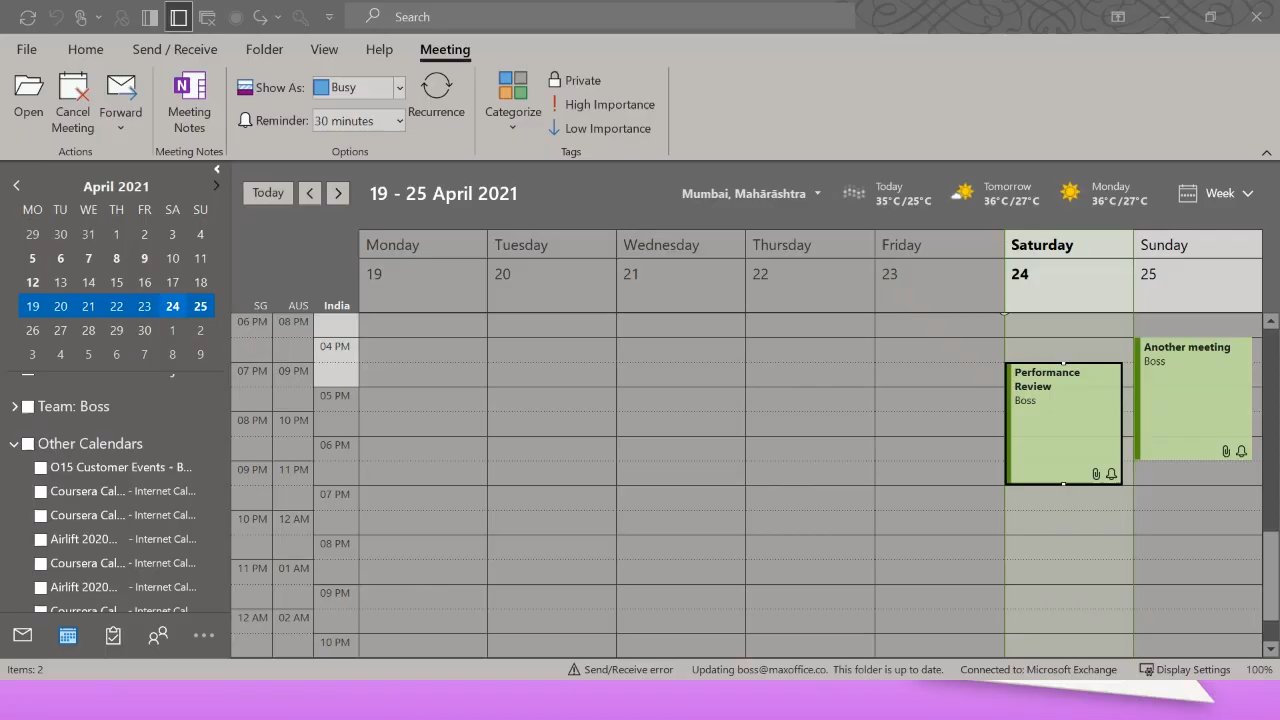 Search
File Home Send / Receive Folder View Help Meeting
Open Cancel Meeting Forward
Meeting Notes
Show As: Busy
Reminder: 30 minutes
Recurrence
Categorize
Private
High Importance
Low Importance
Actions Meeting Notes Options Tags
April 2021
MO TU WE TH FR SA SU
29 30 31 1 2 3 4
5 6 7 8 9 10 11
12 13 14 15 16 17 18
19 20 21 22 23 24 25
26 27 28 29 30 1 2
3 4 5 6 7 8 9
Team: Boss
Other Calendars
O15 Customer Events - B...
Coursera Cal... - Internet Cal...
Coursera Cal... - Internet Cal...
Airlift 2020... - Internet Cal...
Coursera Cal... - Internet Cal...
Airlift 2020... - Internet Cal...
Coursera Cal... - Internet Cal...
Today 19 - 25 April 2021
Mumbai, Mahārāshtra
Today 35°C/25°C
Tomorrow 36°C/27°C
Monday 36°C/27°C
Week
Monday Tuesday Wednesday Thursday Friday Saturday Sunday
19 20 21 22 23 24 25
SG AUS India
06 PM 08 PM
04 PM
07 PM 09 PM
05 PM
08 PM 10 PM
06 PM
09 PM 11 PM
07 PM
10 PM 12 AM
08 PM
11 PM 01 AM
09 PM
12 AM 02 AM
10 PM
Performance
Review
Boss
Another meeting
Boss
Items: 2 Send/Receive error Updating boss@maxoffice.co. This folder is up to date. Connected to: Microsoft Exchange Display Settings 100%